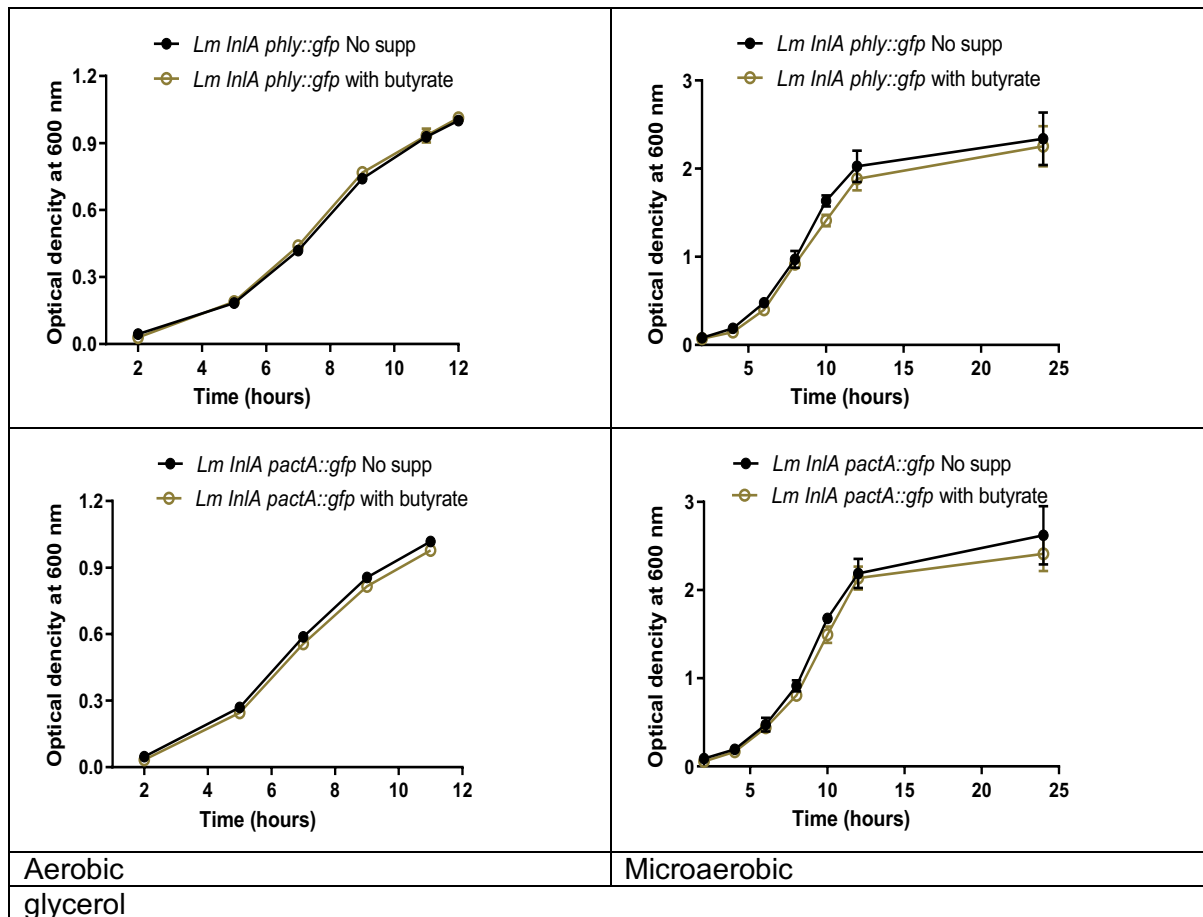 Lm InlA phly::gfp No supp
Lm InlA phly::gfp with butyrate
1.2
0.9
0.6
0.3
0.0
Optical dencity at 600 nm
2 4 6 8 10 12
Time (hours)
Lm InlA phly::gfp No supp
Lm InlA phly::gfp with butyrate
3
2
1
0
Optical dencity at 600 nm
5 10 15 20 25
Time (hours)
Lm InlA pactA::gfp No supp
Lm InlA pactA::gfp with butyrate
1.2
0.9
0.6
0.3
0.0
Optical dencity at 600 nm
2 4 6 8 10 12
Time (hours)
Lm InlA pactA::gfp No supp
Lm InlA pactA::gfp with butyrate
3
2
1
0
Optical dencity at 600 nm
5 10 15 20 25
Time (hours)
Aerobic
Microaerobic
glycerol